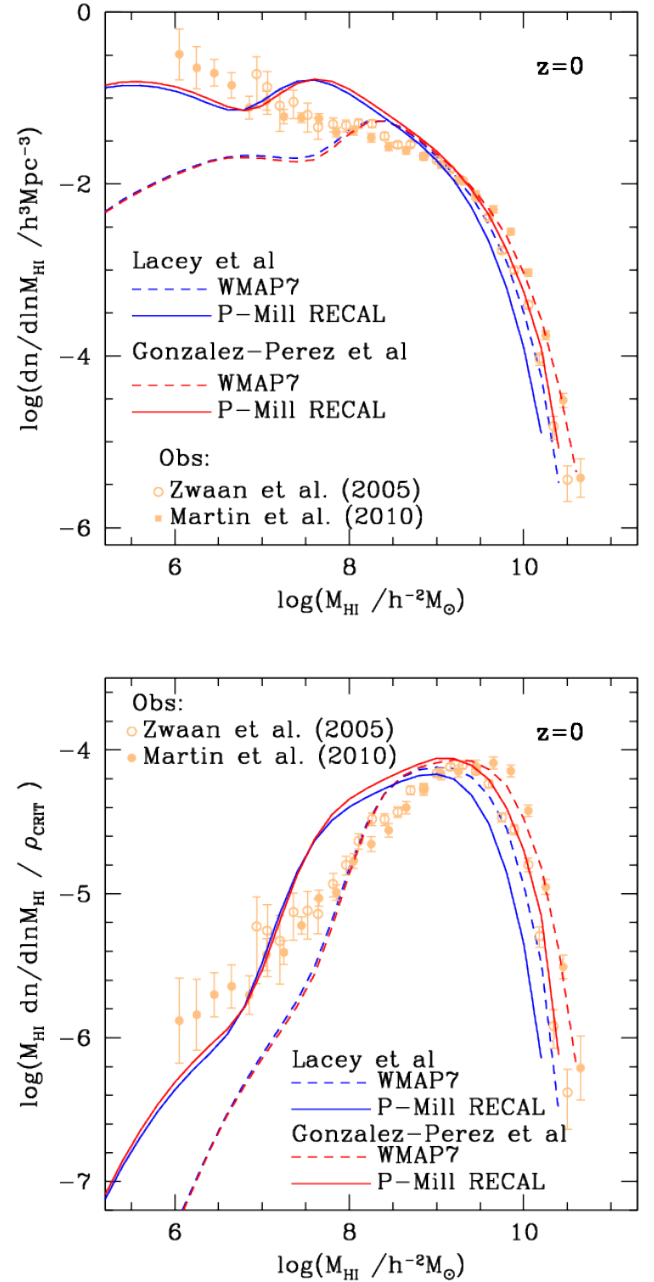 0
z=0
−2
Lacey et al
WMAP7
P−Mill RECAL
−4
Gonzalez−Perez et al
WMAP7
P−Mill RECAL
Obs:
Zwaan et al. (2005)
Martin et al. (2010)
−6
log(dn/dlnM_HI /h³Mpc⁻³)
6 8 10
log(M_HI /h⁻²M_⊙)
Obs:
Zwaan et al. (2005)
Martin et al. (2010)
z=0
−4
−5
−6
log(M_HI dn/dlnM_HI / ρ_CRIT)
Lacey et al
WMAP7
P−Mill RECAL
Gonzalez−Perez et al
WMAP7
P−Mill RECAL
−7
6 8 10
log(M_HI /h⁻²M_⊙)